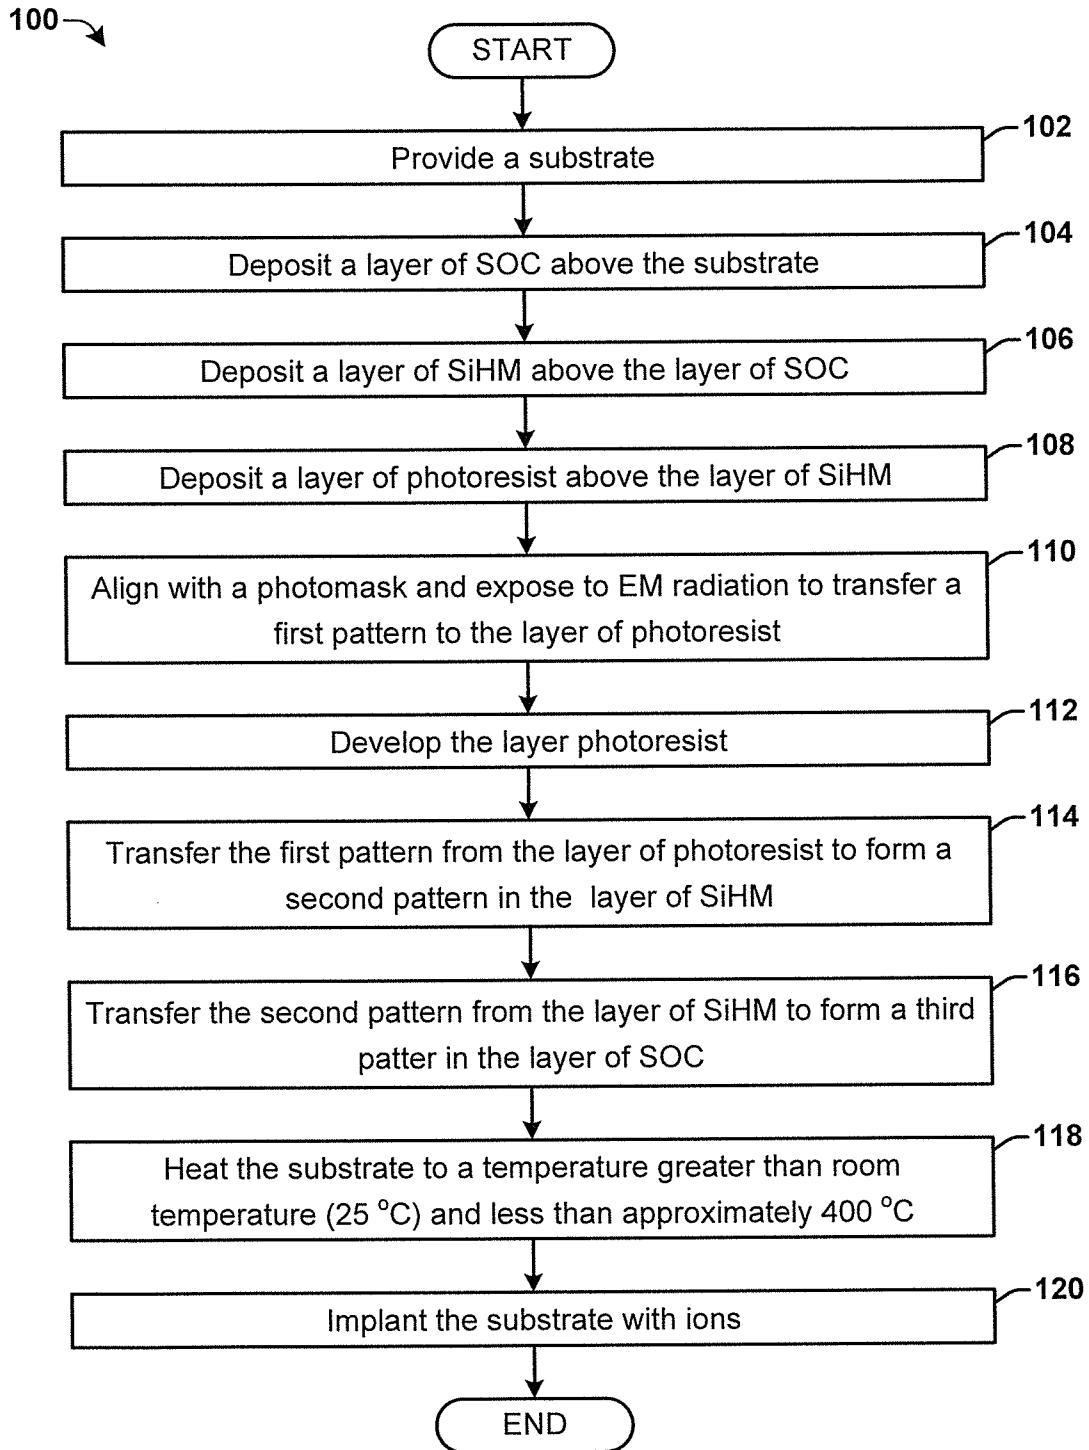 100
START
102
Provide a substrate
104
Deposit a layer of SOC above the substrate
106
Deposit a layer of SiHM above the layer of SOC
108
Deposit a layer of photoresist above the layer of SiHM
110
Align with a photomask and expose to EM radiation to transfer a
first pattern to the layer of photoresist
112
Develop the layer photoresist
114
Transfer the first pattern from the layer of photoresist to form a
second pattern in the layer of SiHM
116
Transfer the second pattern from the layer of SiHM to form a third
patter in the layer of SOC
118
Heat the substrate to a temperature greater than room
temperature (25 °C) and less than approximately 400 °C
120
Implant the substrate with ions
END